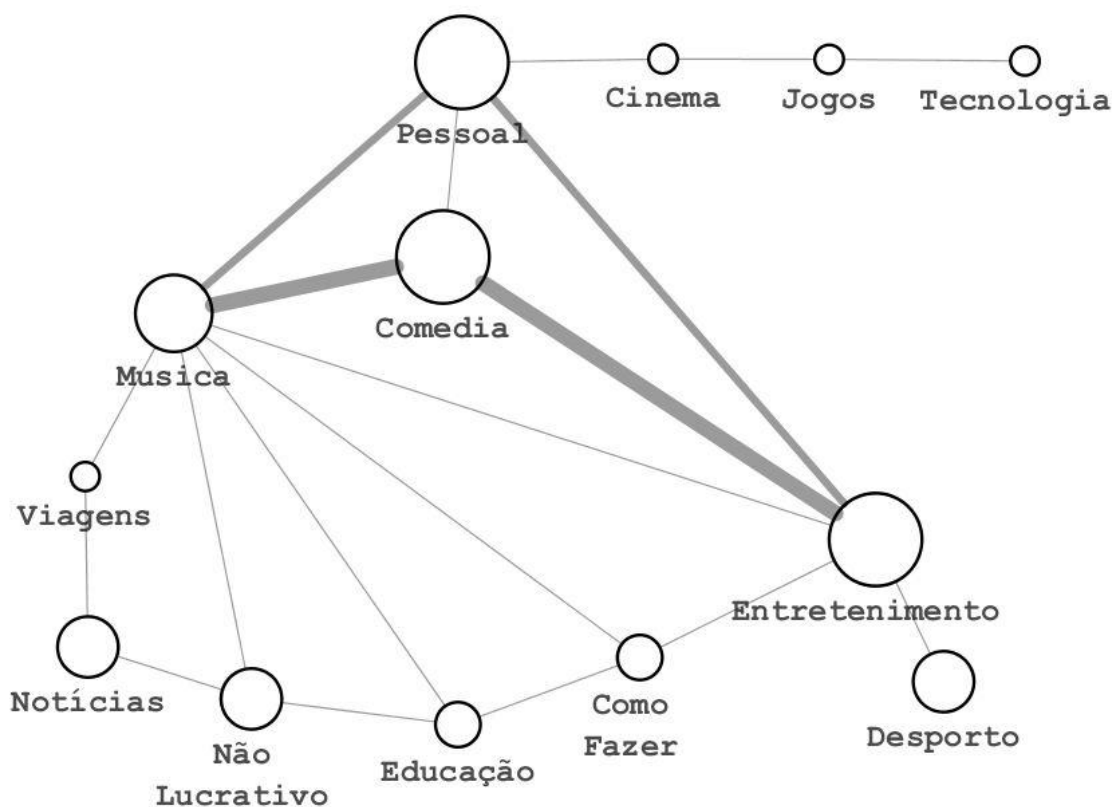 Cinema
Jogos
Tecnologia
Pessoal
Comedia
Musica
Viagens
Entretenimento
Notícias
Não
Lucrativo
Educação
Como
Fazer
Desporto